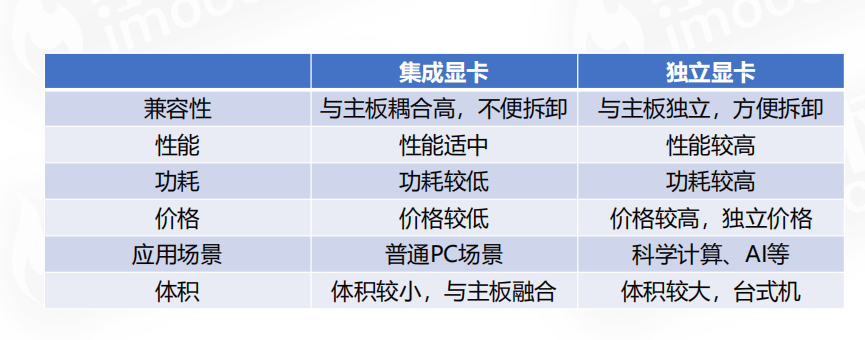 imooc
集成显卡 独立显卡
兼容性 与主板耦合高，不便拆卸 与主板独立，方便拆卸
性能 性能适中 性能较高
功耗 功耗较低 功耗较高
价格 价格较低 价格较高，独立价格
应用场景 普通PC场景 科学计算、AI等
体积 体积较小，与主板融合 体积较大，台式机